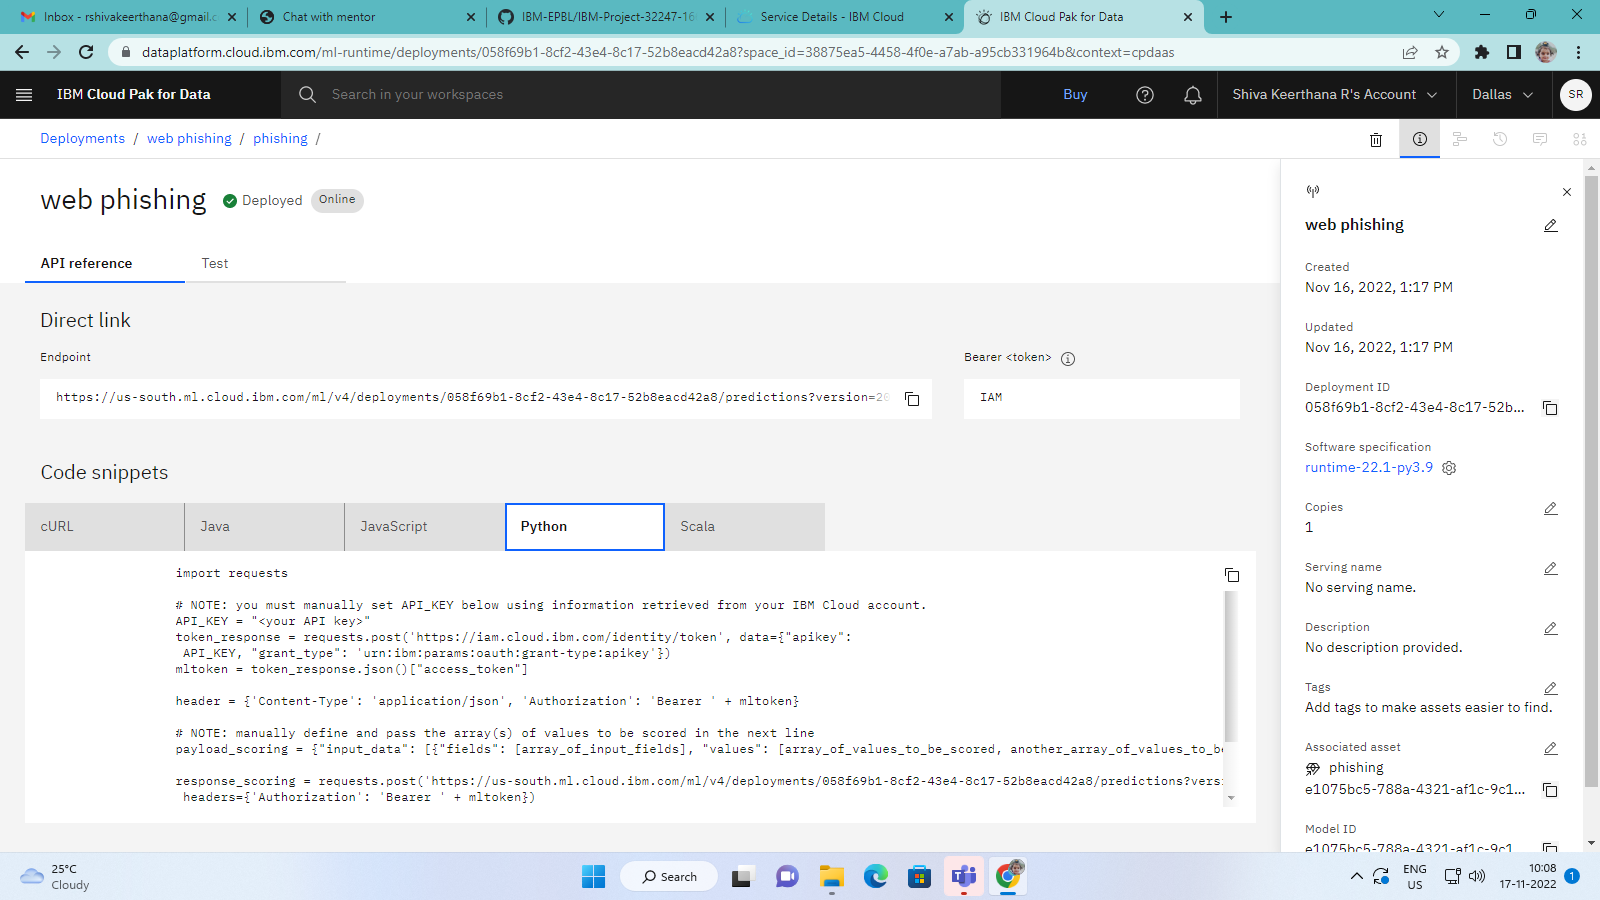 Inbox - rshivakeerthana@gmail.c
Chat with mentor
IBM-EPBL/IBM-Project-32247-16
Service Details - IBM Cloud
IBM Cloud Pak for Data
dataplatform.cloud.ibm.com/ml-runtime/deployments/058f69b1-8cf2-43e4-8c17-52b8eacd42a8?space_id=38875ea5-4458-4f0e-a7ab-a95cb331964b&context=cpdaas
IBM Cloud Pak for Data
Search in your workspaces
Buy
Shiva Keerthana R's Account
Dallas
SR
Deployments / web phishing / phishing /
web phishing
Deployed
Online
API reference
Test
Direct link
Endpoint
Bearer <token>
https://us-south.ml.cloud.ibm.com/ml/v4/deployments/058f69b1-8cf2-43e4-8c17-52b8eacd42a8/predictions?version=20
IAM
Code snippets
cURL
Java
JavaScript
Python
Scala
import requests
# NOTE: you must manually set API_KEY below using information retrieved from your IBM Cloud account.
API_KEY = "<your API key>"
token_response = requests.post('https://iam.cloud.ibm.com/identity/token', data={"apikey":
API_KEY, "grant_type": 'urn:ibm:params:oauth:grant-type:apikey'})
mltoken = token_response.json()["access_token"]
header = {'Content-Type': 'application/json', 'Authorization': 'Bearer ' + mltoken}
# NOTE: manually define and pass the array(s) of values to be scored in the next line
payload_scoring = {"input_data": [{"fields": [array_of_input_fields], "values": [array_of_values_to_be_scored, another_array_of_values_to_be
response_scoring = requests.post('https://us-south.ml.cloud.ibm.com/ml/v4/deployments/058f69b1-8cf2-43e4-8c17-52b8eacd42a8/predictions?versi
headers={'Authorization': 'Bearer ' + mltoken})
web phishing
Created
Nov 16, 2022, 1:17 PM
Updated
Nov 16, 2022, 1:17 PM
Deployment ID
058f69b1-8cf2-43e4-8c17-52b...
Software specification
runtime-22.1-py3.9
Copies
1
Serving name
No serving name.
Description
No description provided.
Tags
Add tags to make assets easier to find.
Associated asset
phishing
e1075bc5-788a-4321-af1c-9c1...
Model ID
e1075bc5-788a-4321-af1c-9c1
25°C
Cloudy
Search
ENG
US
10:08
17-11-2022
1